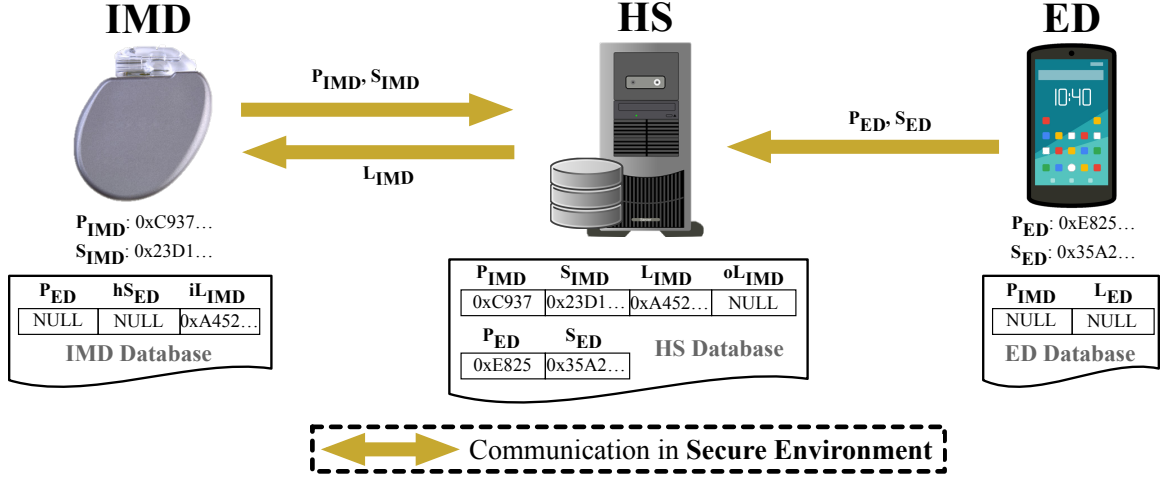 IMD
HS
ED
P_IMD, S_IMD
L_IMD
P_ED, S_ED
10:40
P_IMD: 0xC937...
S_IMD: 0x23D1...
P_ED: 0xE825...
S_ED: 0x35A2...
P_ED hS_ED iL_IMD
NULL NULL 0xA452...
IMD Database
P_IMD S_IMD L_IMD oL_IMD
0xC937 0x23D1... 0xA452... NULL
P_ED S_ED
0xE825 0x35A2...
HS Database
P_IMD L_ED
NULL NULL
ED Database
Communication in Secure Environment